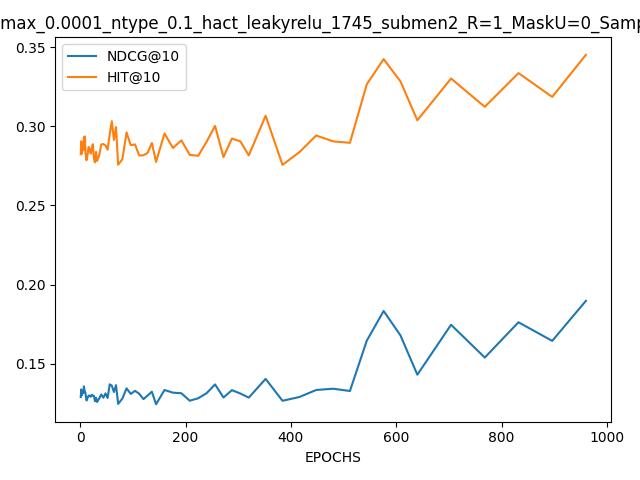 max_0.0001_ntype_0.1_hact_leakyrelu_1745_submen2_R=1_MaskU=0_Samp
NDCG@10
HIT@10
0.35
0.30
0.25
0.20
0.15
0 200 400 600 800 1000
EPOCHS